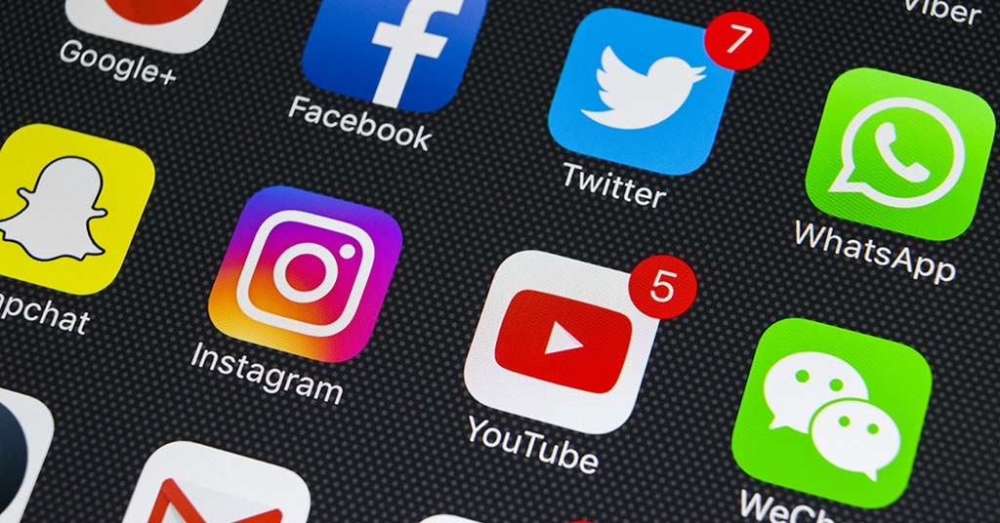 Viber
Google+
Facebook
7
Twitter
WhatsApp
pchat
Instagram
5
YouTube
WeCh